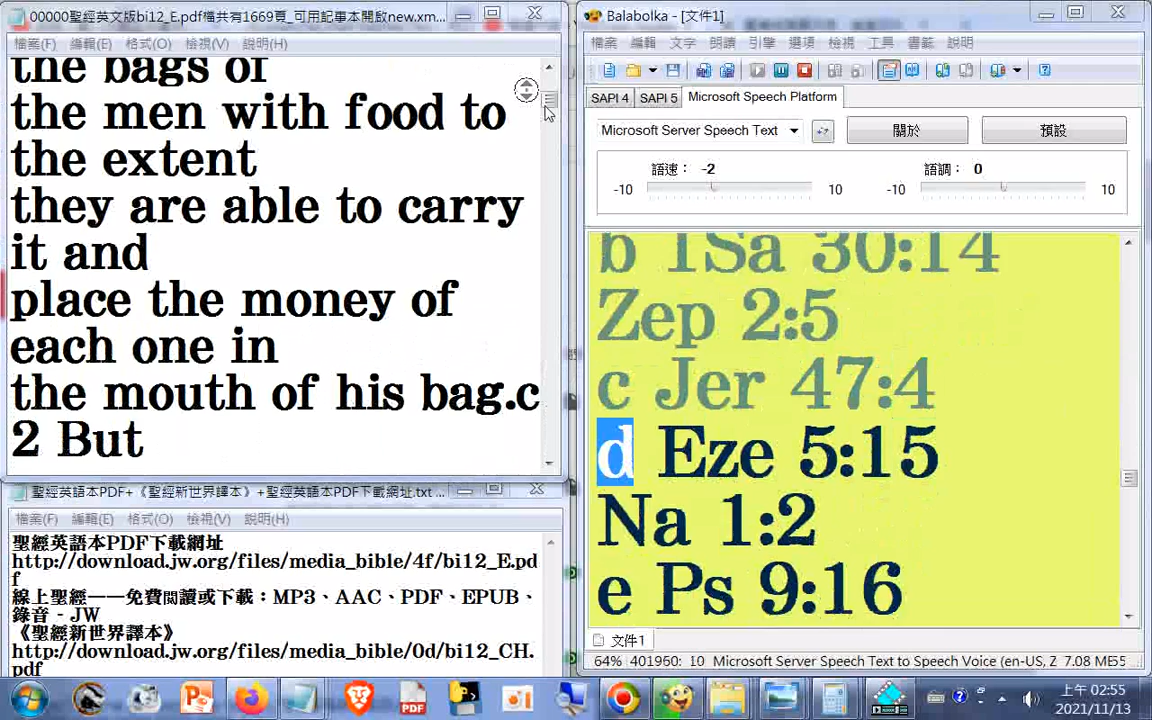 00000聖經英文版bi12_E.pdf檔共有1669頁_可用記事本開啟new.xm...
檔案(F) 編輯(E) 格式(O) 檢視(V) 說明(H)
the bags of
the men with food to
the extent
they are able to carry
it and
place the money of
each one in
the mouth of his bag.c
2 But
聖經英語本PDF+《聖經新世界譯本》+聖經英語本PDF下載網址.txt ...
檔案(F) 編輯(E) 格式(O) 檢視(V) 說明(H)
聖經英語本PDF下載網址
http://download.jw.org/files/media_bible/4f/bi12_E.pd
f
線上聖經——免費閱讀或下載：MP3、AAC、PDF、EPUB、
錄音 - JW
《聖經新世界譯本》
http://download.jw.org/files/media_bible/0d/bi12_CH.
pdf
Balabolka - [文件1]
檔案 編輯 文字 朗讀 引擎 選項 檢視 工具 書籤 說明
SAPI 4 SAPI 5 Microsoft Speech Platform
Microsoft Server Speech Text 關於 預設
語速： -2 語調： 0
-10 10 -10 10
b 1Sa 30:14
Zep 2:5
c Jer 47:4
d Eze 5:15
Na 1:2
e Ps 9:16
文件1
64% 401960: 10 Microsoft Server Speech Text to Speech Voice (en-US, Z 7.08 MB
上午 02:55
2021/11/13